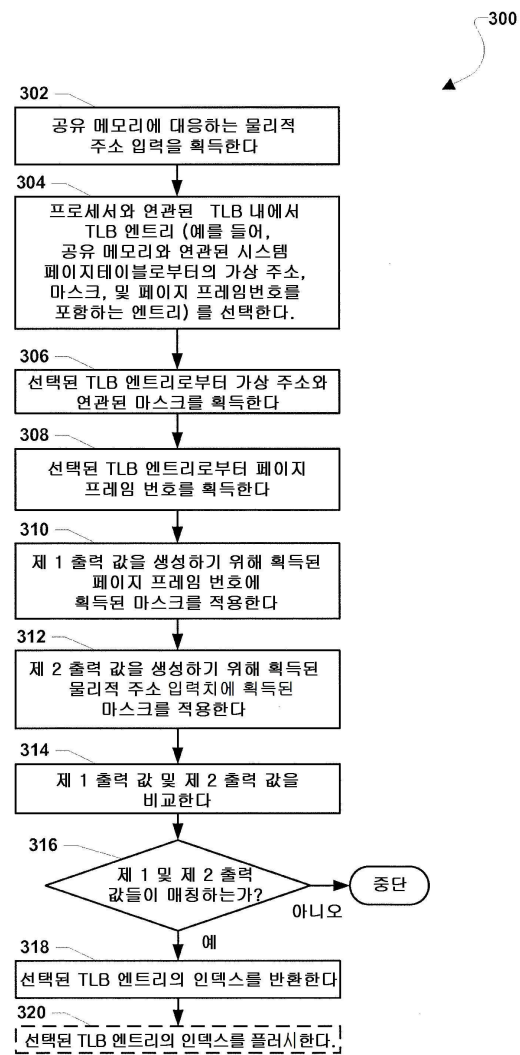 300
302
공유 메모리에 대응하는 물리적
주소 입력을 획득한다
304
프로세서와 연관된 TLB 내에서
TLB 엔트리 (예를 들어,
공유 메모리와 연관된 시스템
페이지테이블로부터의 가상 주소,
마스크, 및 페이지 프레임번호를
포함하는 엔트리) 를 선택한다.
306
선택된 TLB 엔트리로부터 가상 주소와
연관된 마스크를 획득한다
308
선택된 TLB 엔트리로부터 페이지
프레임 번호를 획득한다
310
제 1 출력 값을 생성하기 위해 획득된
페이지 프레임 번호에
획득된 마스크를 적용한다
312
제 2 출력 값을 생성하기 위해 획득된
물리적 주소 입력치에 획득된
마스크를 적용한다
314
제 1 출력 값 및 제 2 출력 값을
비교한다
316
제 1 및 제 2 출력
값들이 매칭하는가?
중단
아니오
예
318
선택된 TLB 엔트리의 인덱스를 반환한다
320
선택된 TLB 엔트리의 인덱스를 플러시한다.